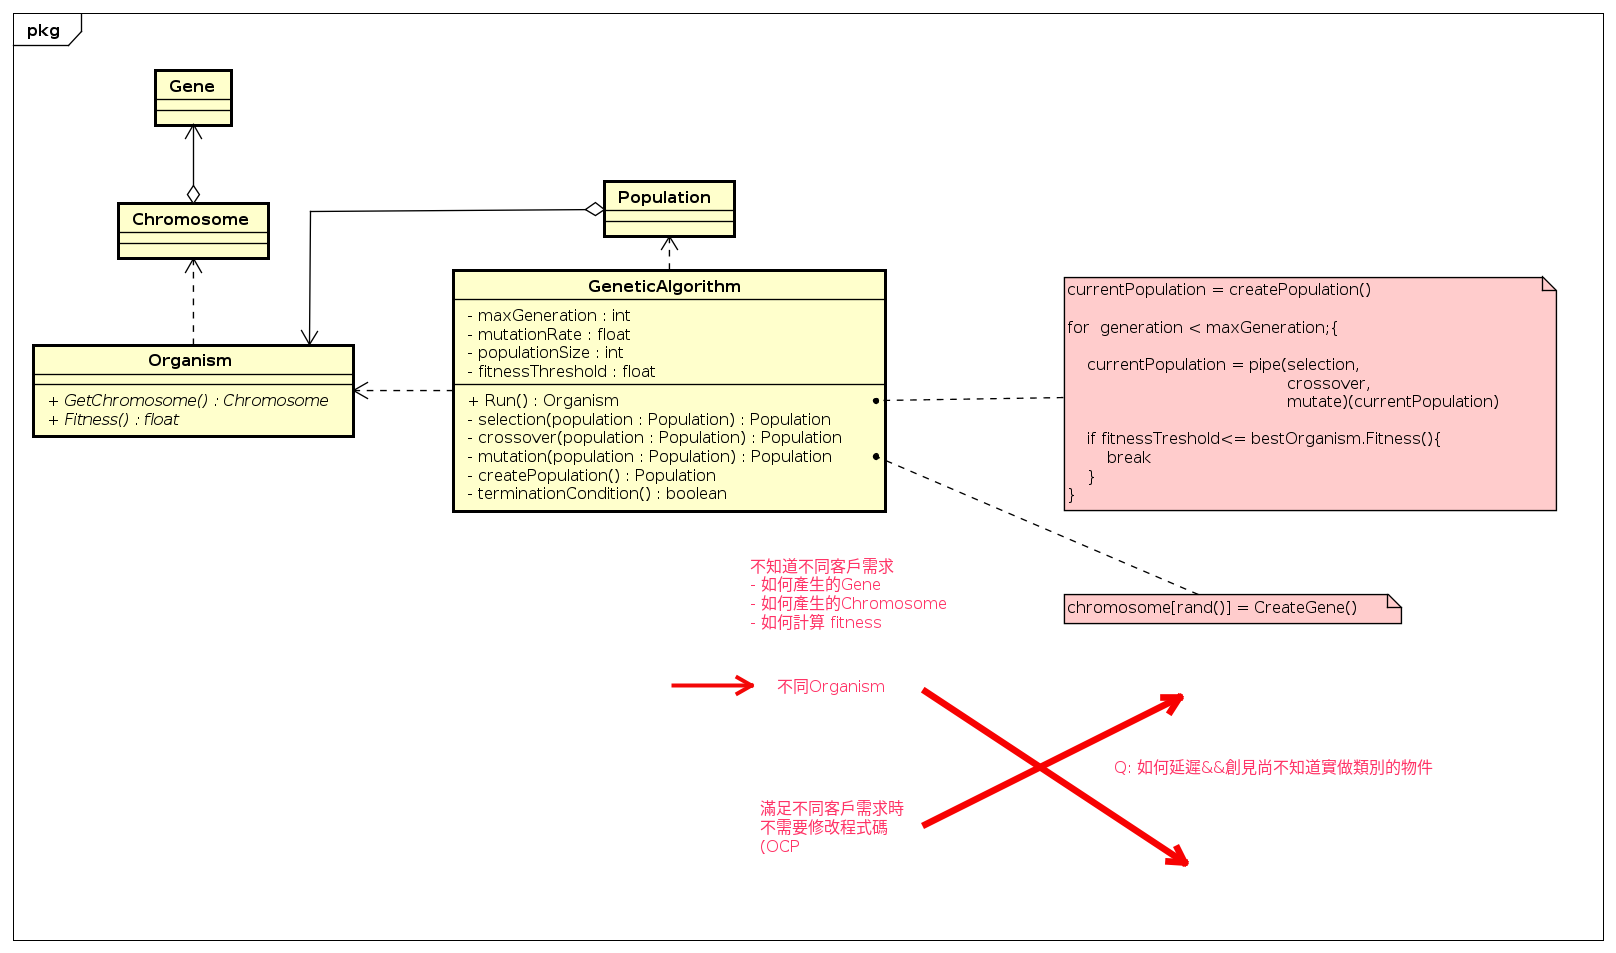 pkg
Gene
Chromosome
Population
Organism
+ GetChromosome() : Chromosome
+ Fitness() : float
GeneticAlgorithm
- maxGeneration : int
- mutationRate : float
- populationSize : int
- fitnessThreshold : float
+ Run() : Organism
- selection(population : Population) : Population
- crossover(population : Population) : Population
- mutation(population : Population) : Population
- createPopulation() : Population
- terminationCondition() : boolean
currentPopulation = createPopulation()
for  generation < maxGeneration;{
currentPopulation = pipe(selection,
crossover,
mutate)(currentPopulation)
if fitnessTreshold<= bestOrganism.Fitness(){
break
}
}
chromosome[rand()] = CreateGene()
不知道不同客戶需求
- 如何產生的Gene
- 如何產生的Chromosome
- 如何計算 fitness
不同Organism
Q: 如何延遲&&創見尚不知道實做類別的物件
滿足不同客戶需求時
不需要修改程式碼
(OCP